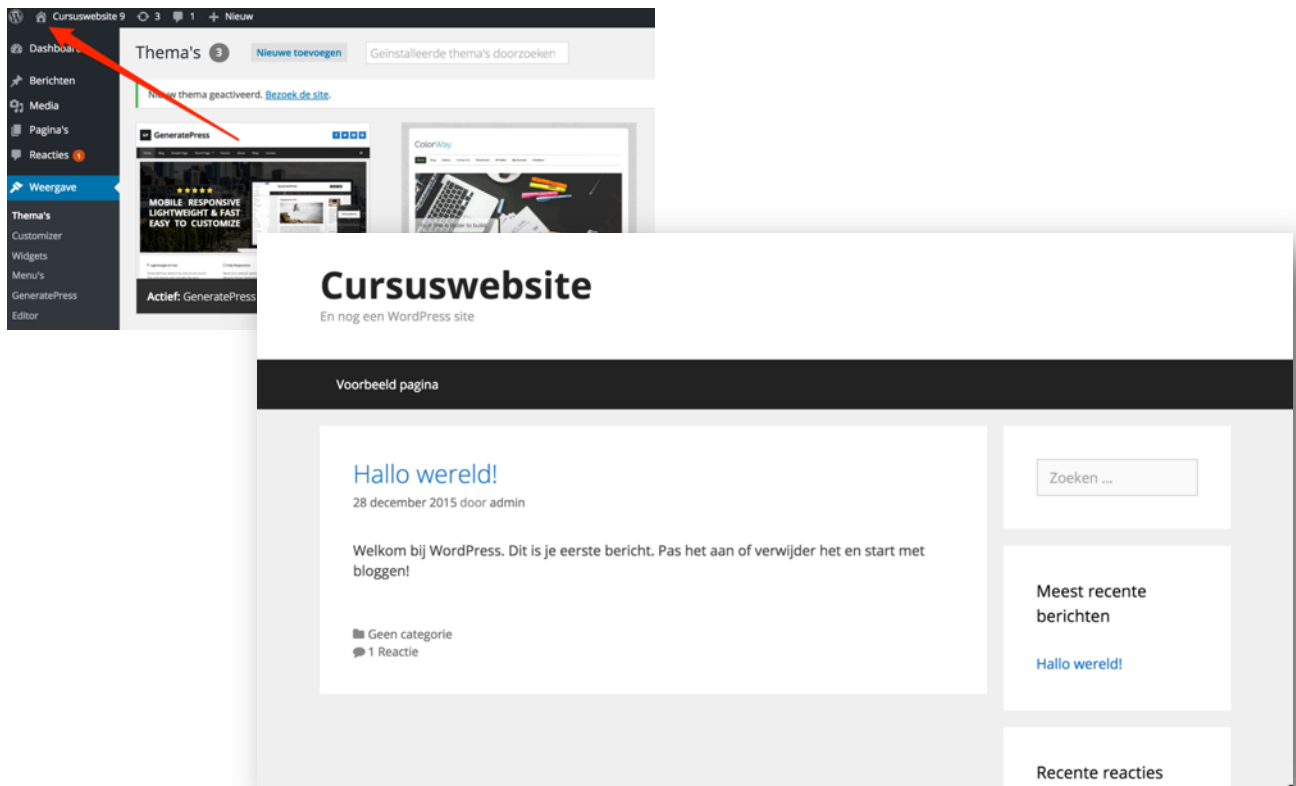 Cursuswebsite 9 3 1 + Nieuw
Dashboar
Berichten
Media
Pagina's
Reacties 1
Weergave
Thema's
Customizer
Widgets
Menu's
GeneratePress
Editor
Thema's 3 Nieuwe toevoegen Geïnstalleerde thema's doorzoeken
thema geactiveerd. Bezoek de site.
GeneratePress
MOBILE RESPONSIVE
LIGHTWEIGHT & FAST
EASY TO CUSTOMIZE
Actief: GeneratePress
ColorWay
Cursuswebsite
En nog een WordPress site
Voorbeeld pagina
Hallo wereld!
28 december 2015 door admin
Welkom bij WordPress. Dit is je eerste bericht. Pas het aan of verwijder het en start met
bloggen!
Geen categorie
1 Reactie
Zoeken ...
Meest recente
berichten
Hallo wereld!
Recente reacties